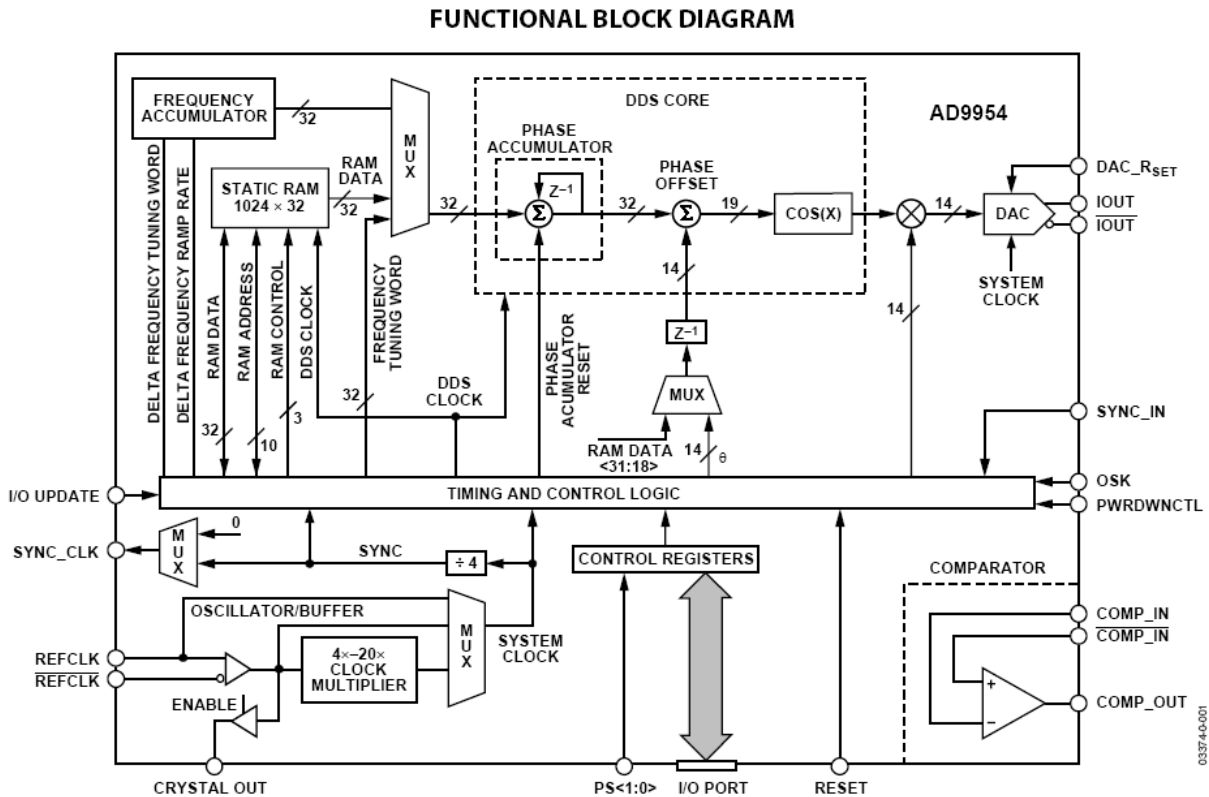 FUNCTIONAL BLOCK DIAGRAM
FREQUENCY
ACCUMULATOR
32
M
U
X
DDS CORE
AD9954
PHASE
ACCUMULATOR
PHASE
OFFSET
RAM
DATA
STATIC RAM
1024 × 32
32
32
Σ
Z–1
32
Σ
19
COS(X)
14
DAC
DAC_RSET
IOUT
IOUT
SYSTEM
CLOCK
DELTA FREQUENCY TUNING WORD
DELTA FREQUENCY RAMP RATE
RAM DATA
32
RAM ADDRESS
10
RAM CONTROL
3
DDS CLOCK
FREQUENCY
TUNING WORD
32
DDS
CLOCK
PHASE
ACUMULATOR
RESET
14
Z–1
MUX
RAM DATA
<31:18>
14
θ
14
SYNC_IN
I/O UPDATE
TIMING AND CONTROL LOGIC
OSK
PWRDWNCTL
SYNC_CLK
M
U
X
0
SYNC
÷ 4
CONTROL REGISTERS
COMPARATOR
OSCILLATOR/BUFFER
REFCLK
REFCLK
4×–20×
CLOCK
MULTIPLIER
M
U
X
SYSTEM
CLOCK
ENABLE
COMP_IN
COMP_IN
+
–
COMP_OUT
CRYSTAL OUT
PS<1:0>
I/O PORT
RESET
03374-0-001